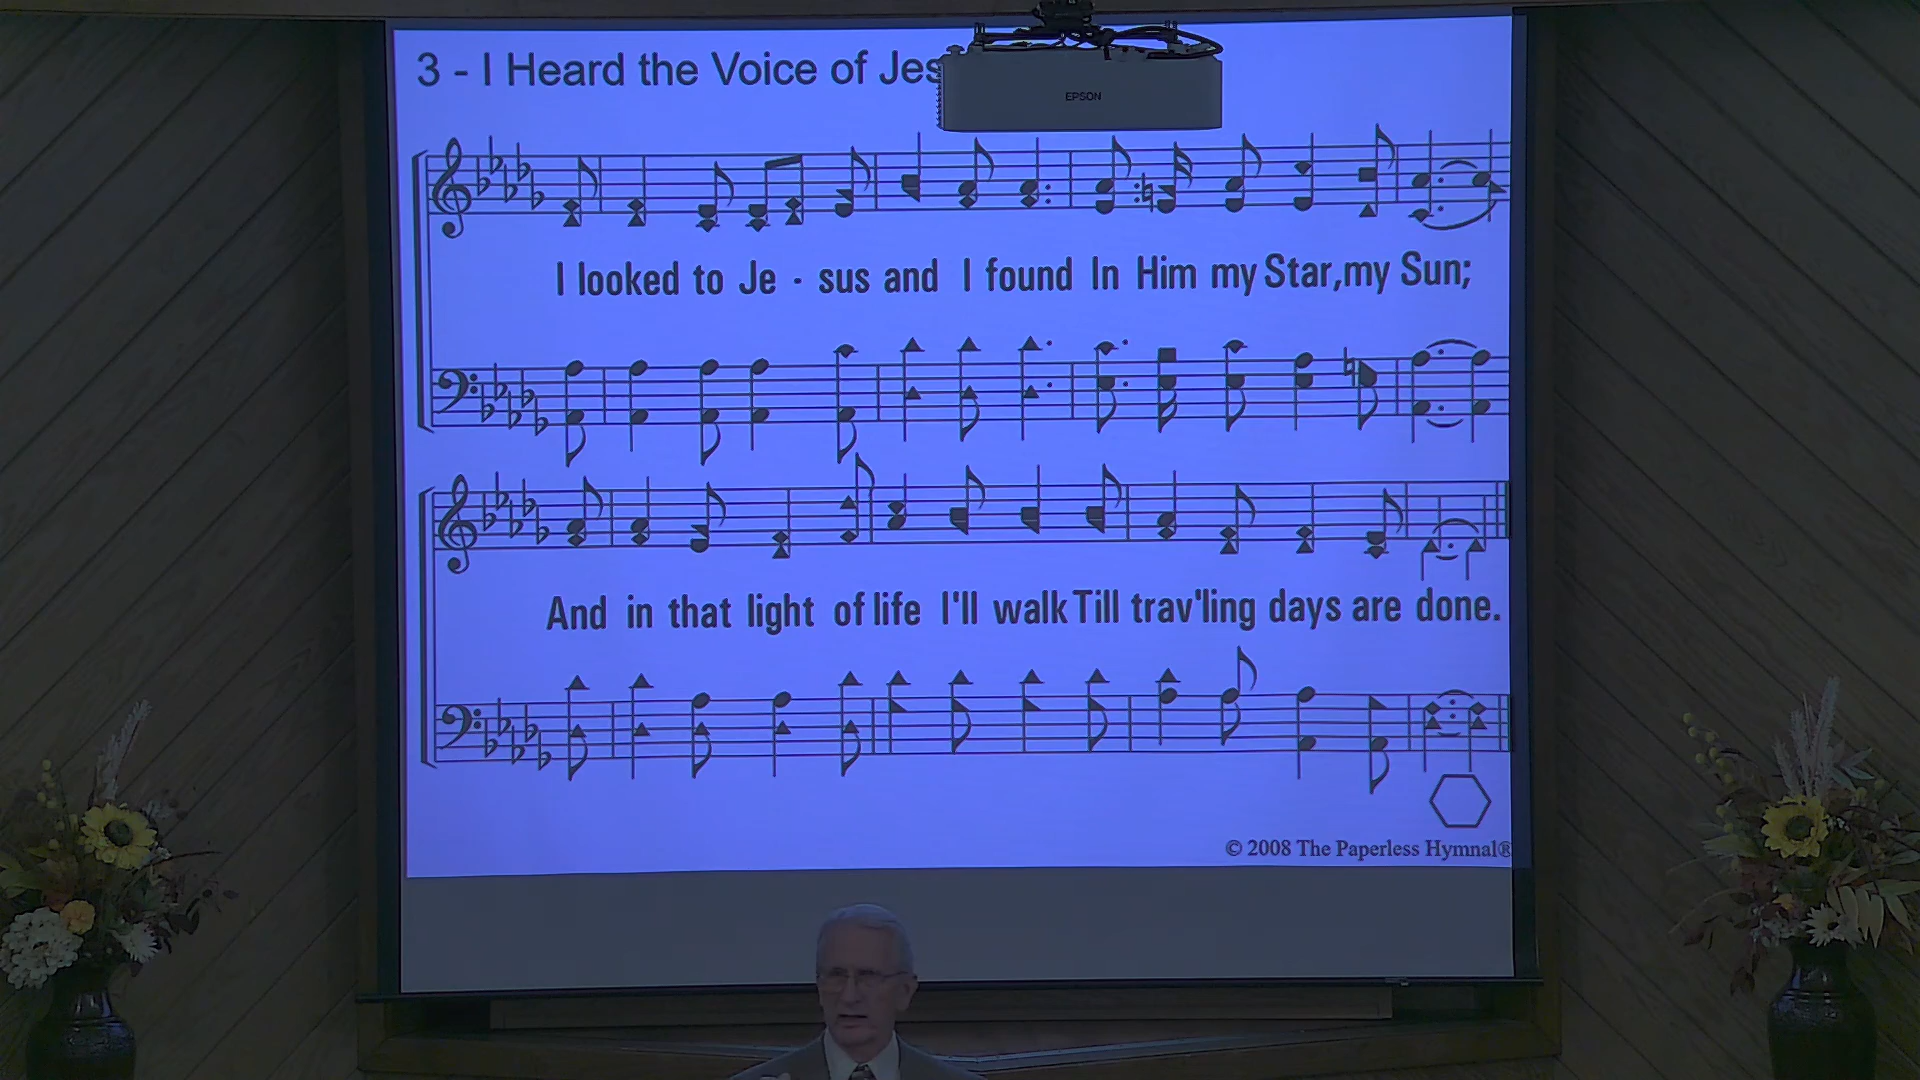 3 - I Heard the Voice of Jes
EPSON
I looked to Je - sus and I found In Him my Star, my Sun;
And in that light of life I'll walk Till trav'ling days are done.
© 2008 The Paperless Hymnal®